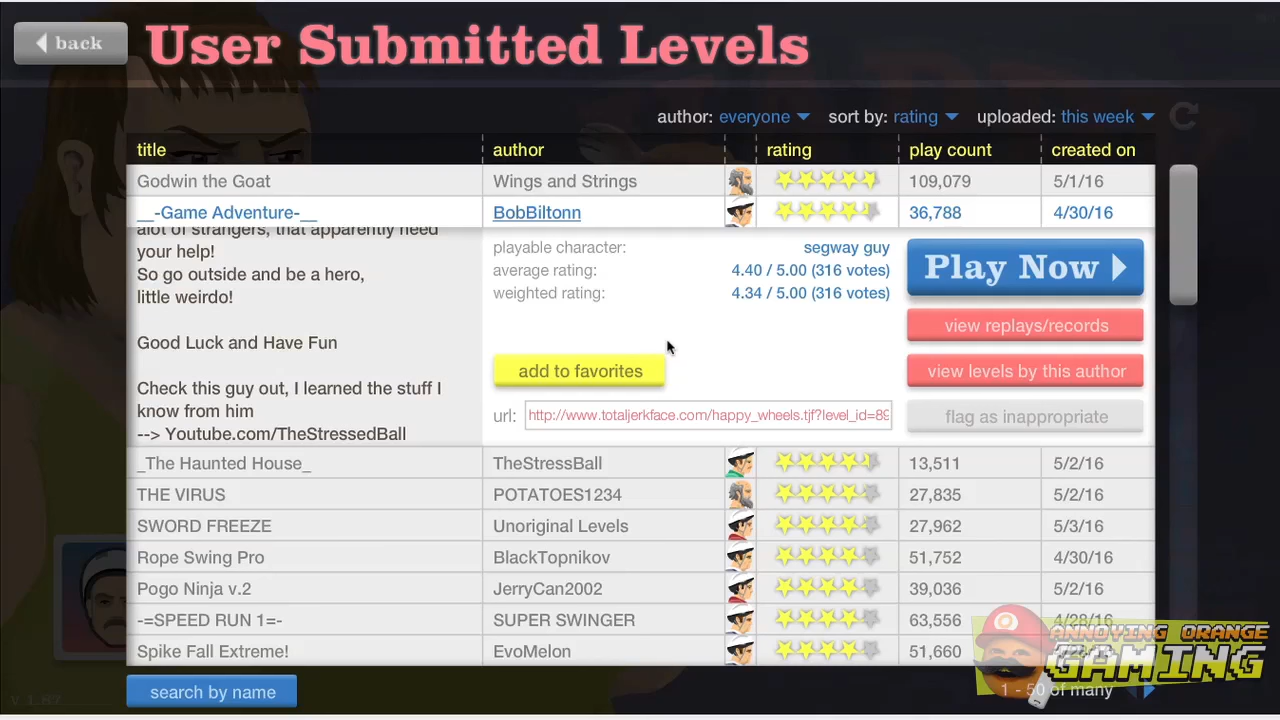 back
User Submitted Levels
author: everyone sort by: rating uploaded: this week
title author rating play count created on
Godwin the Goat Wings and Strings 109,079 5/1/16
__-Game Adventure-__ BobBiltonn 36,788 4/30/16
alot of strangers, that apparently need
your help!
So go outside and be a hero,
little weirdo!
Good Luck and Have Fun
Check this guy out, I learned the stuff I
know from him
--> Youtube.com/TheStressedBall
playable character: segway guy
average rating: 4.40 / 5.00 (316 votes)
weighted rating: 4.34 / 5.00 (316 votes)
add to favorites
url: http://www.totaljerkface.com/happy_wheels.tjf?level_id=89
Play Now
view replays/records
view levels by this author
flag as inappropriate
_The Haunted House_ TheStressBall 13,511 5/2/16
THE VIRUS POTATOES1234 27,835 5/2/16
SWORD FREEZE Unoriginal Levels 27,962 5/3/16
Rope Swing Pro BlackTopnikov 51,752 4/30/16
Pogo Ninja v.2 JerryCan2002 39,036 5/2/16
-=SPEED RUN 1=- SUPER SWINGER 63,556 4/28/16
Spike Fall Extreme! EvoMelon 51,660
ANNOYING ORANGE
GAMING
search by name
1 - 50 of many
v 1.87